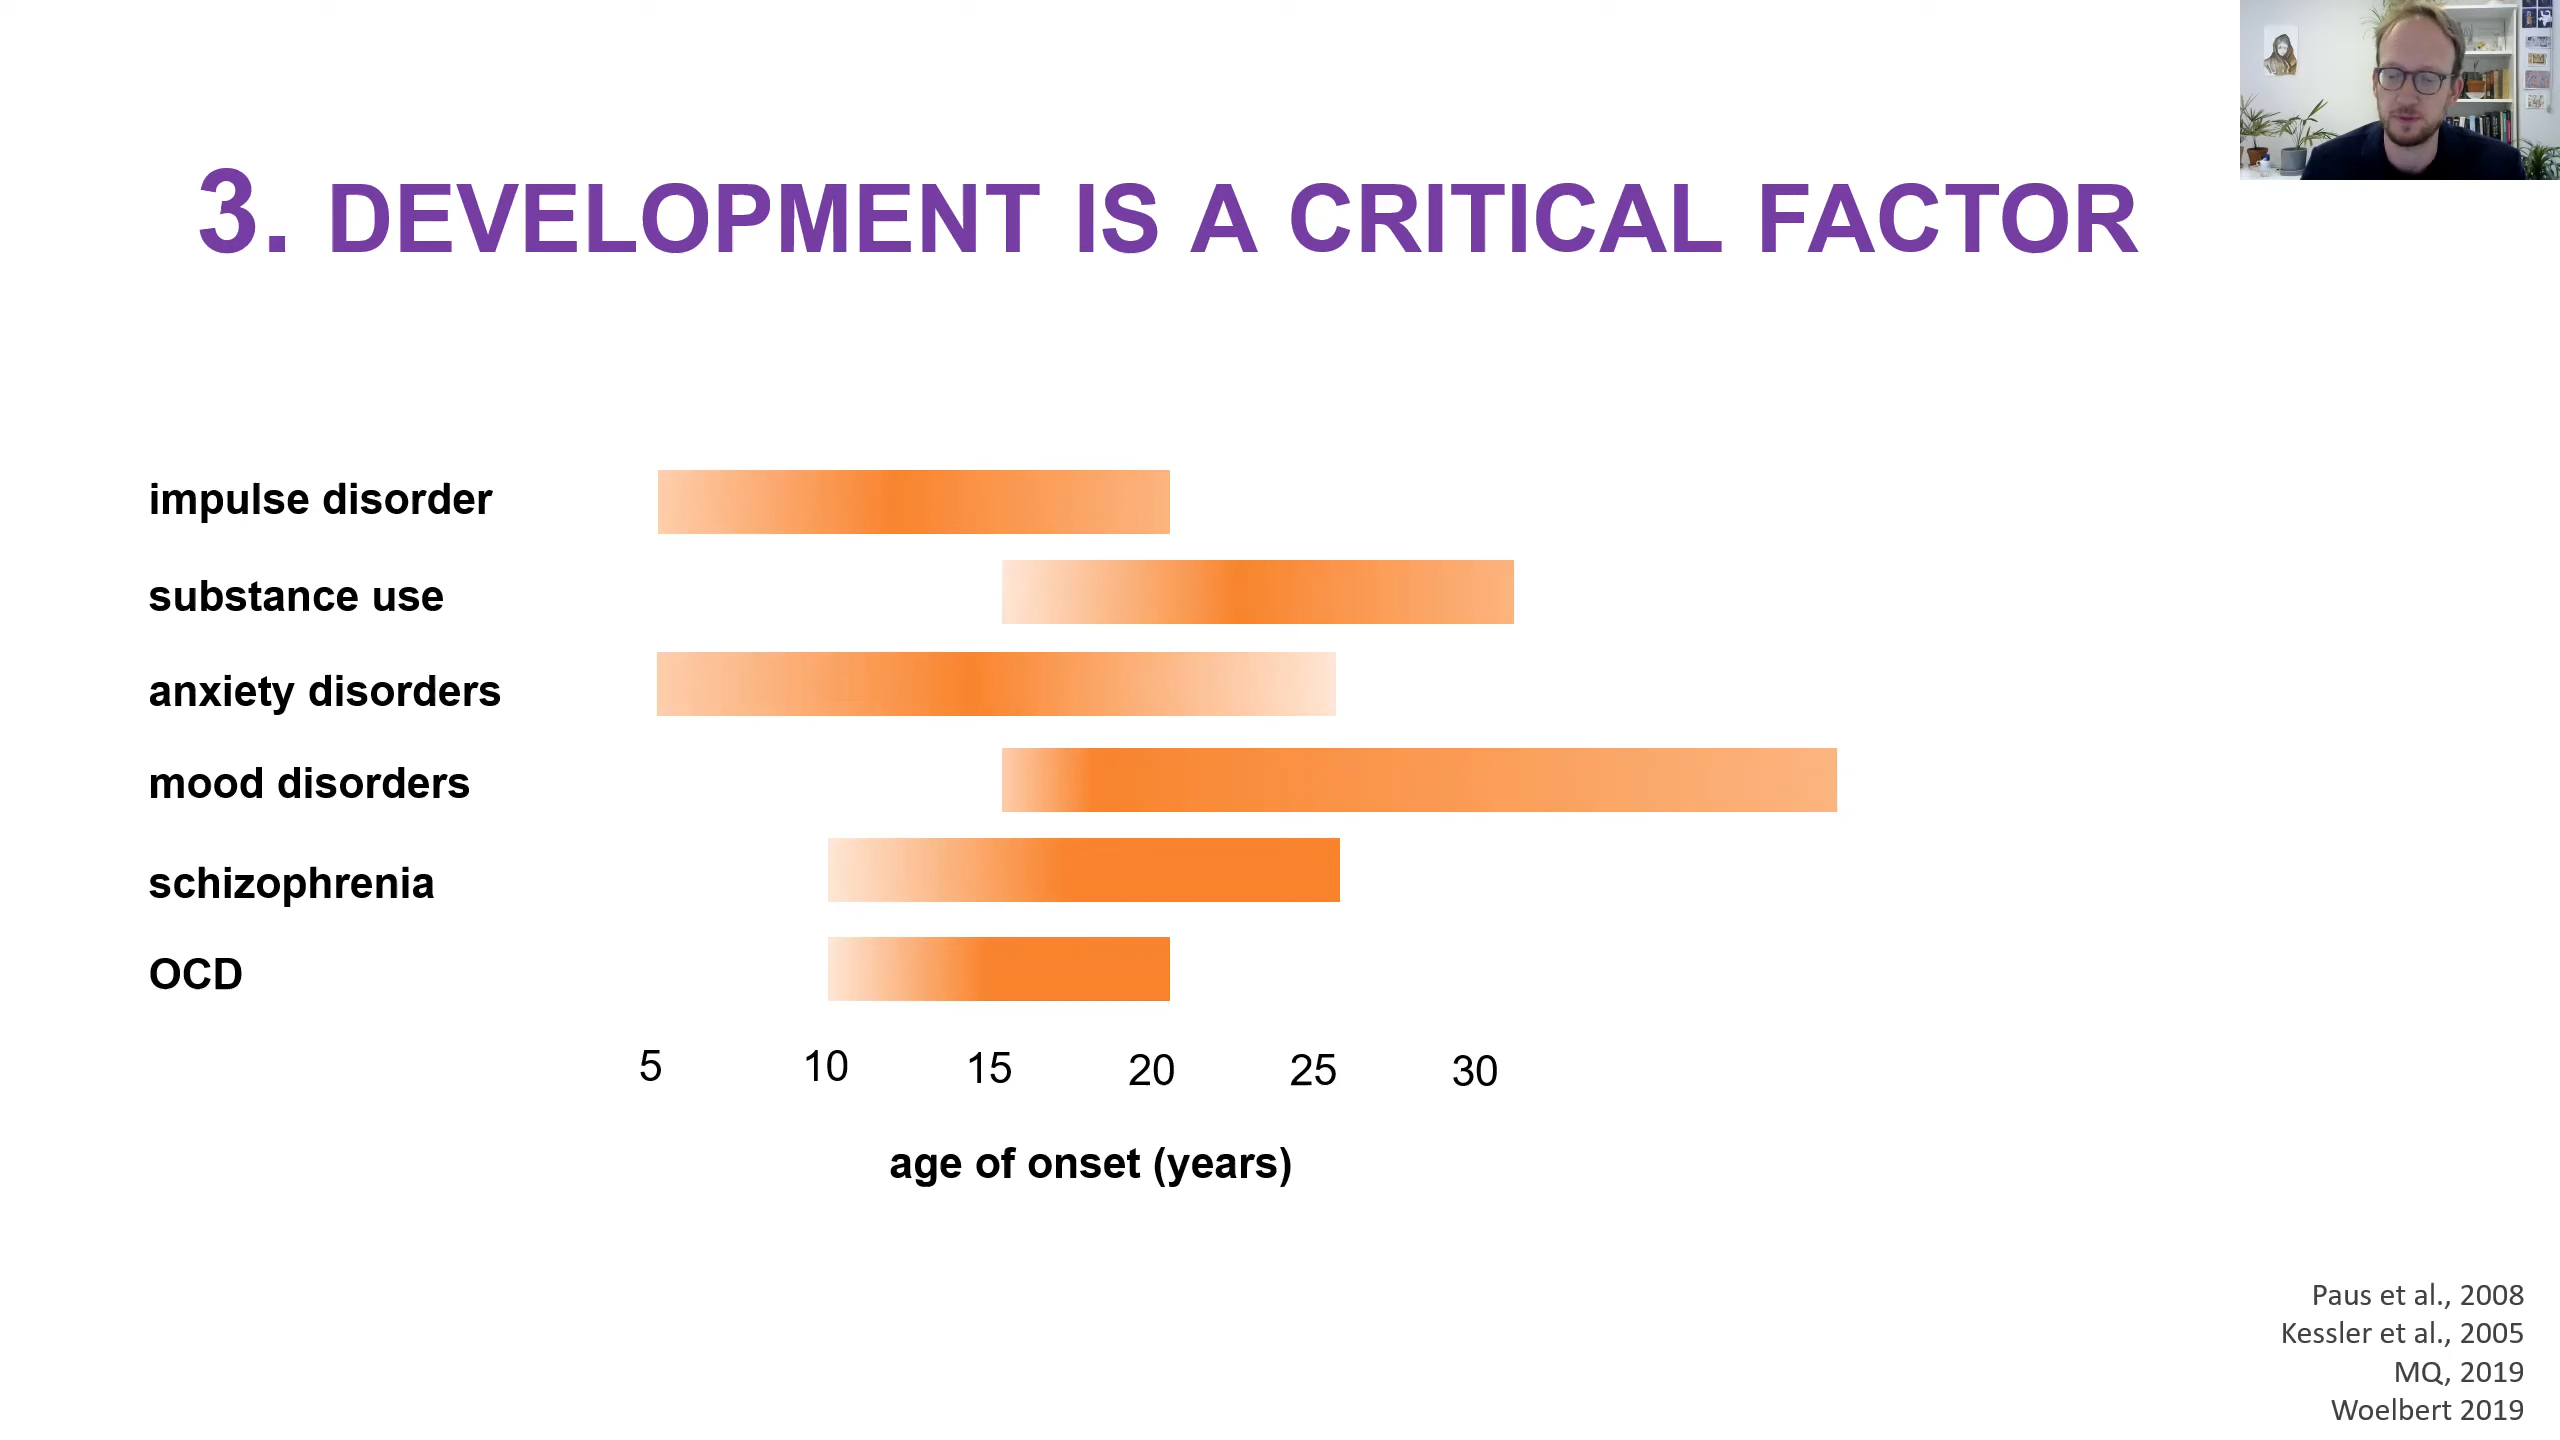 3. DEVELOPMENT IS A CRITICAL FACTOR
impulse disorder
substance use
anxiety disorders
mood disorders
schizophrenia
OCD
5 10 15 20 25 30
age of onset (years)
Paus et al., 2008
Kessler et al., 2005
MQ, 2019
Woelbert 2019